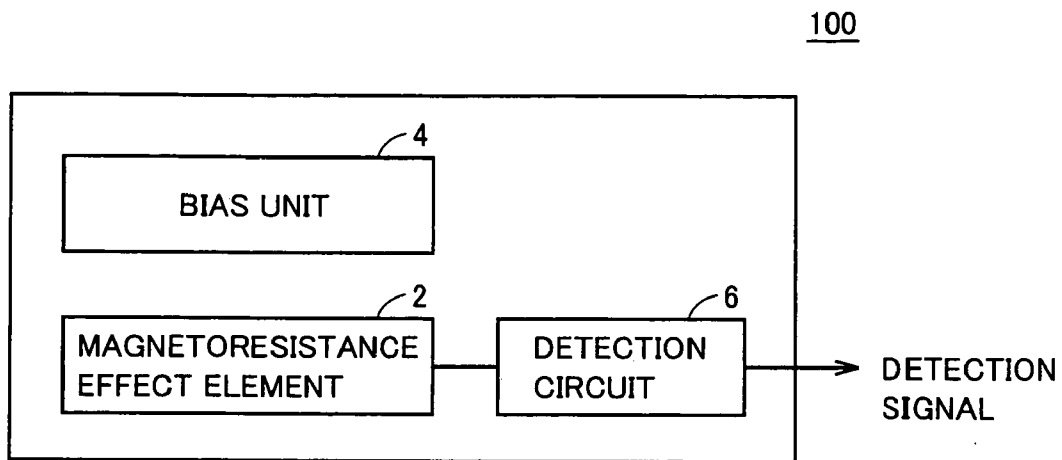 100
4
BIAS UNIT
2
MAGNETORESISTANCE
EFFECT ELEMENT
6
DETECTION
CIRCUIT
DETECTION
SIGNAL